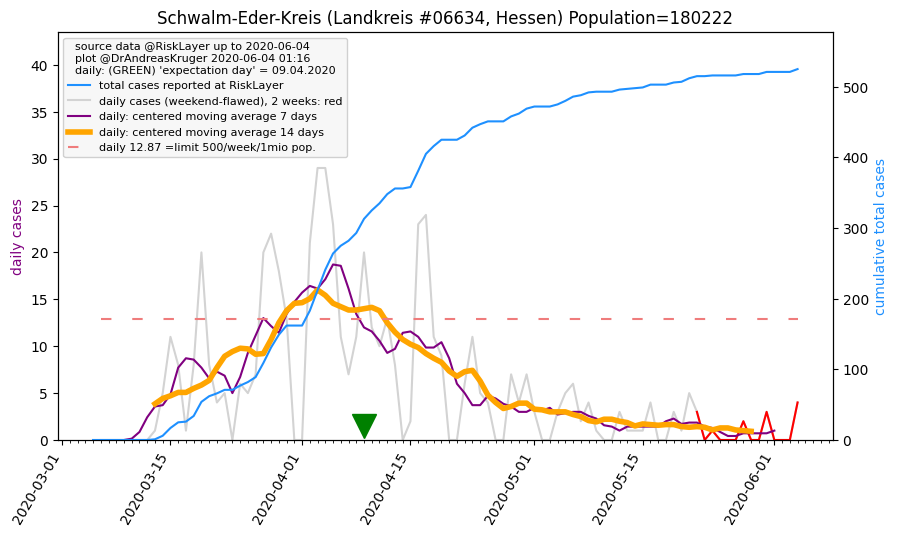 Schwalm-Eder-Kreis (Landkreis #06634, Hessen) Population=180222
source data @RiskLayer up to 2020-06-04
plot @DrAndreasKruger 2020-06-04 01:16
daily: (GREEN) 'expectation day' = 09.04.2020
total cases reported at RiskLayer
daily cases (weekend-flawed), 2 weeks: red
daily: centered moving average 7 days
daily: centered moving average 14 days
daily 12.87 =limit 500/week/1mio pop.
daily cases
40
35
30
25
20
15
10
5
0
cumulative total cases
500
400
300
200
100
0
2020-03-01
2020-03-15
2020-04-01
2020-04-15
2020-05-01
2020-05-15
2020-06-01